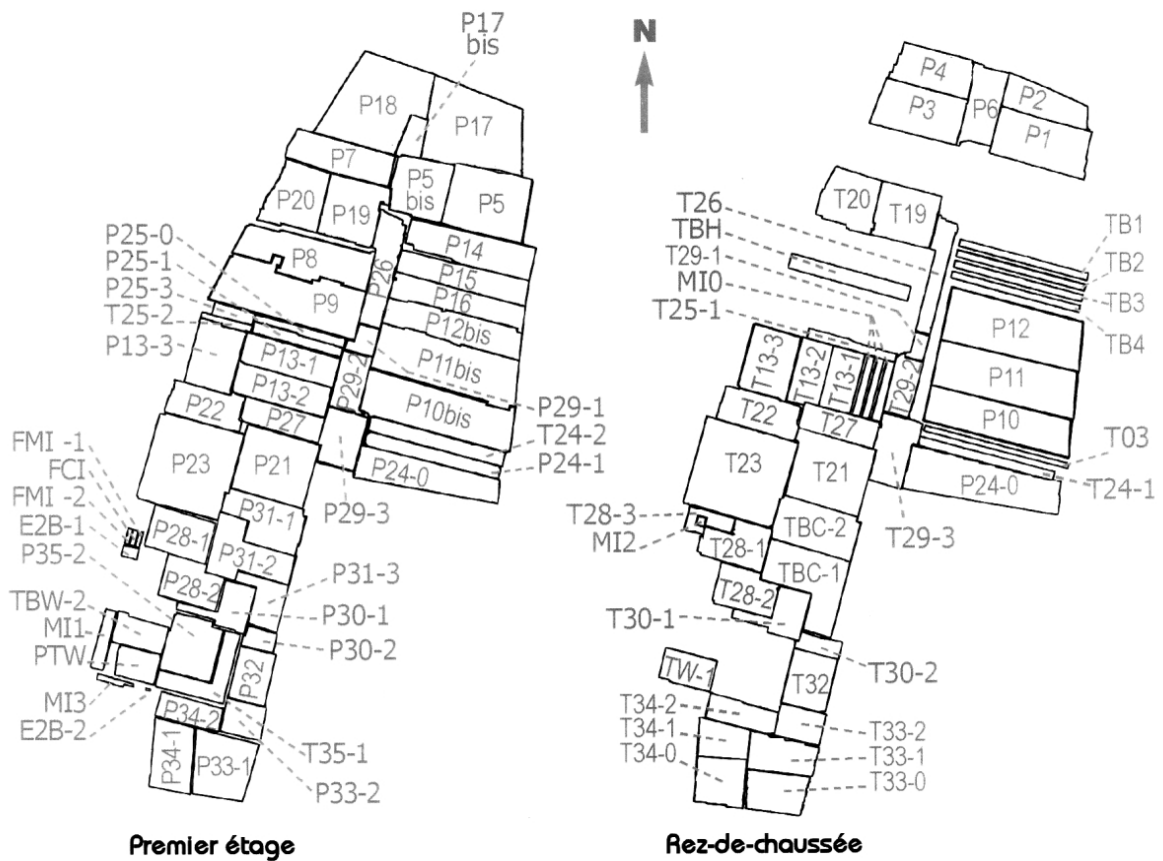 P17
bis
P18
P17
P7
P5
bis
P5
P20
P19
P14
P25-0
P25-1
P25-3
T25-2
P13-3
P8
P26
P15
P16
P9
P12bis
P13-1
P11bis
P13-2
P29-2
P10bis
P29-1
T24-2
P24-1
P22
P27
P24-0
FMI -1
FCI
FMI -2
E2B-1
P35-2
P23
P21
P29-3
P31-1
P28-1
P31-2
P31-3
P28-2
P30-1
TBW-2
MI1
PTW
P30-2
P32
MI3
E2B-2
P34-2
T35-1
P34-1
P33-1
P33-2
Premier étage
N
P4
P6
P2
P3
P1
T20
T19
T26
TBH
T29-1
MI0
T25-1
TB1
TB2
TB3
TB4
P12
T13-3
T13-2
T13-1
T29-2
P11
P10
T22
T27
T03
T23
T21
P24-0
T24-1
T28-3
MI2
TBC-2
T29-3
T28-1
TBC-1
T28-2
T30-1
TW-1
T32
T30-2
T34-2
T34-1
T34-0
T33-2
T33-1
T33-0
Rez-de-chaussée